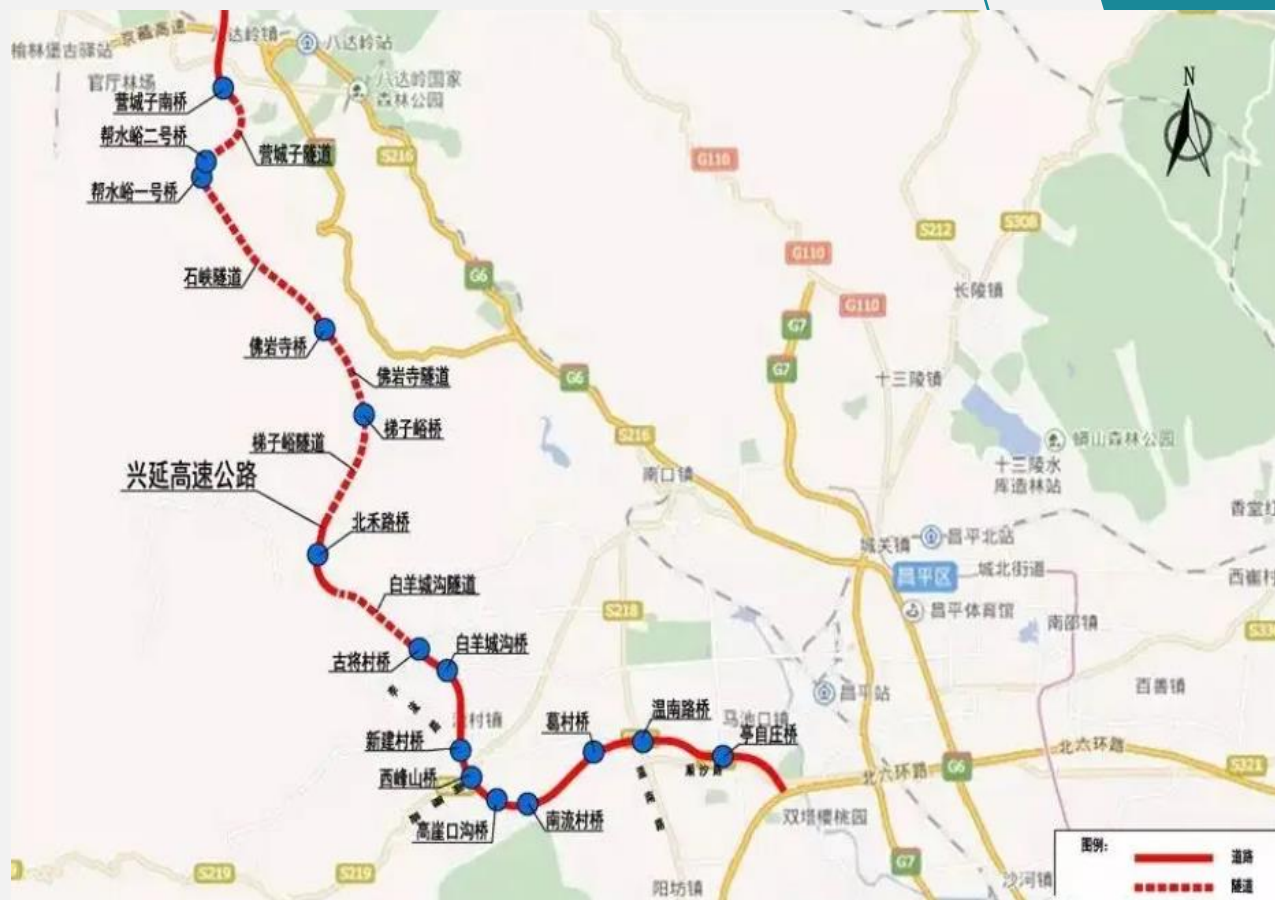 榆林堡古驿站
京藏高速
八达岭镇
八达岭站
官厅林场
八达岭国家
森林公园
N
营城子南桥
帮水峪二号桥
营城子隧道
S216
G110
帮水峪一号桥
S212
S308
石峡隧道
G6
G110
G110
长陵镇
佛岩寺桥
G7
佛岩寺隧道
G6
G7
十三陵镇
梯子峪桥
S216
蟒山森林公园
梯子峪隧道
南口镇
十三陵水
库造林站
兴延高速公路
香堂红
北禾路桥
城关镇
昌平北站
昌平区
城北街道
西崔村
白羊城沟隧道
S218
昌平体育馆
南邵镇
白羊城沟桥
古将村桥
昌平站
百善镇
温南路桥
马池口镇
葛村桥
亭自庄桥
新建村桥
西峰山桥
北六环路
北六环路
G6
S321
高崖口沟桥
南流村桥
双塔樱桃园
温南路
图例:
道路
隧道
S219
S219
阳坊镇
G7
沙河镇